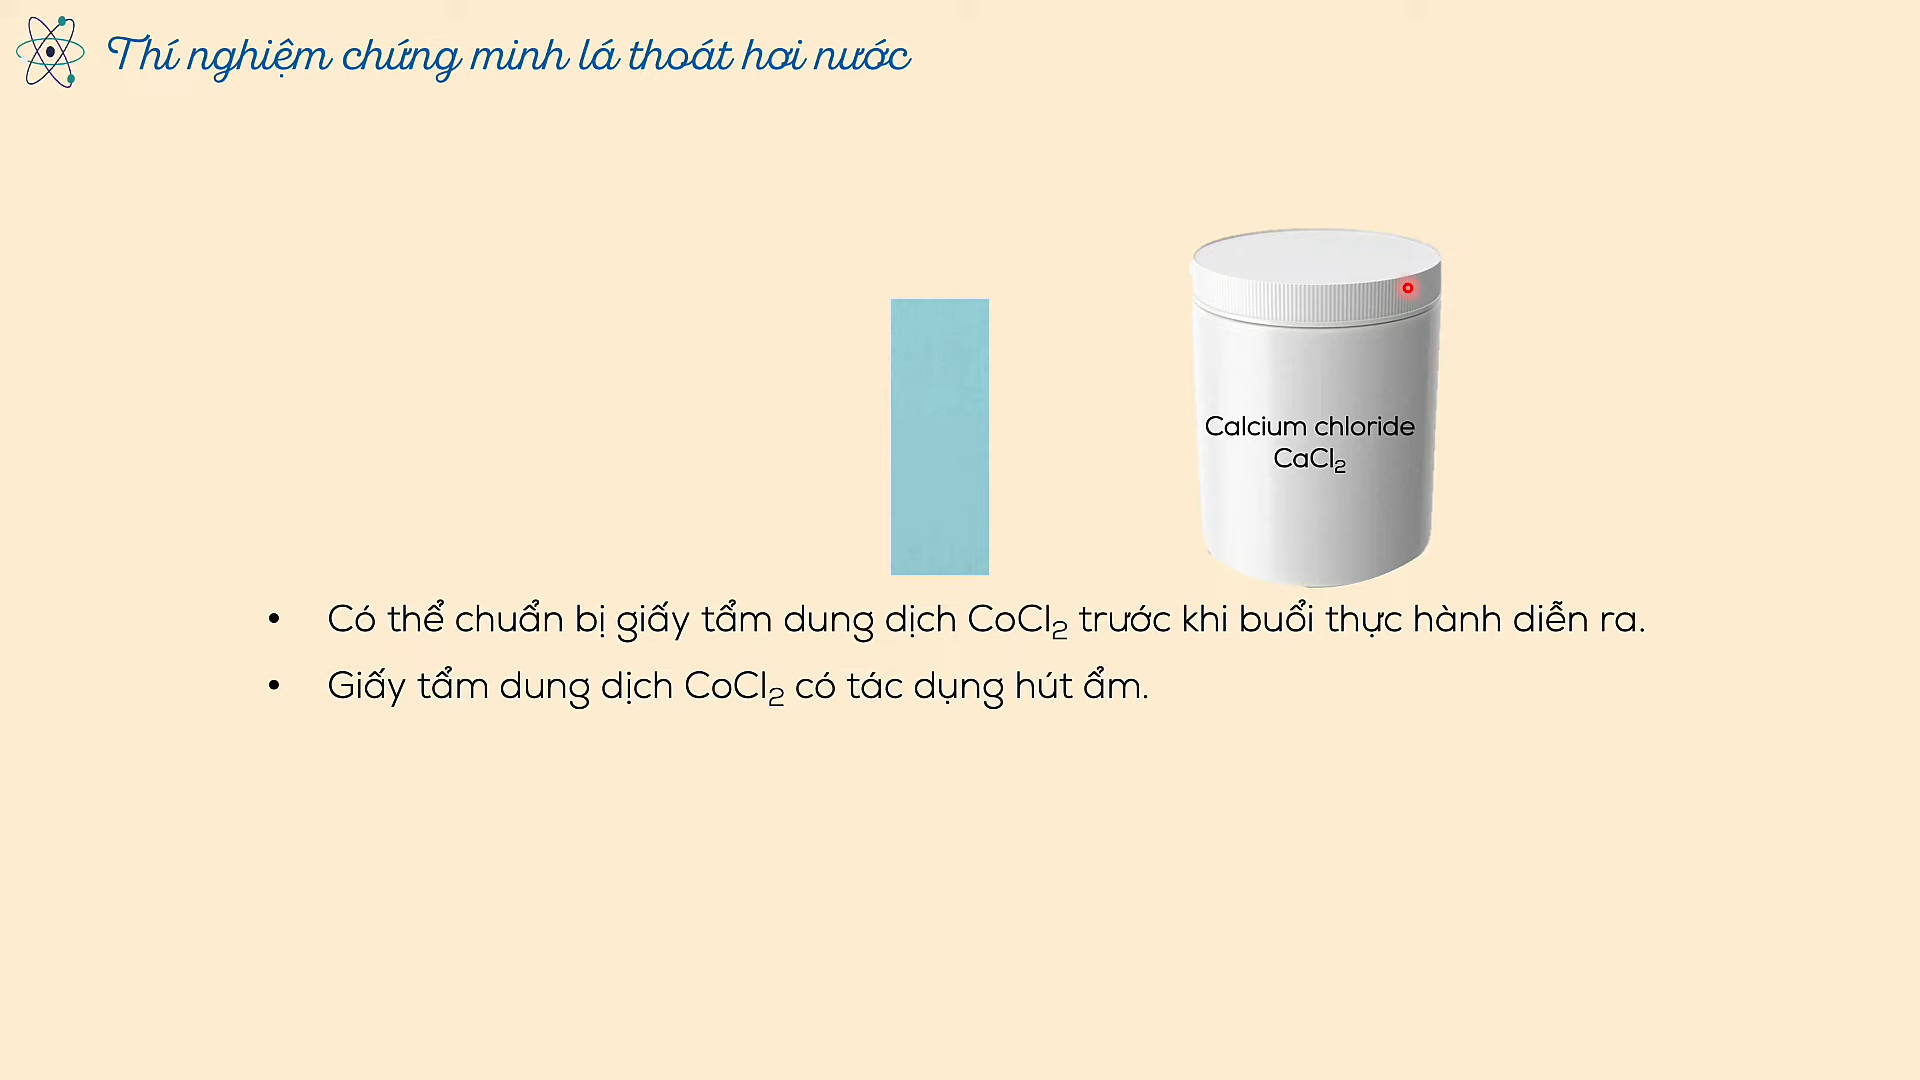 Thí nghiệm chứng minh lá thoát hơi nước
Calcium chloride
CaCl₂
• Có thể chuẩn bị giấy tẩm dung dịch CoCl₂ trước khi buổi thực hành diễn ra.
• Giấy tẩm dung dịch CoCl₂ có tác dụng hút ẩm.